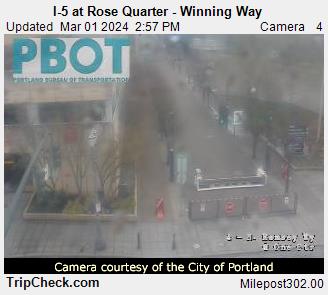 I-5 at Rose Quarter - Winning Way
Updated Mar 01 2024 2:57 PM Camera 4
PBOT
PORTLAND BUREAU OF TRANSPORTATION
Camera courtesy of the City of Portland
TripCheck.com Milepost302.00